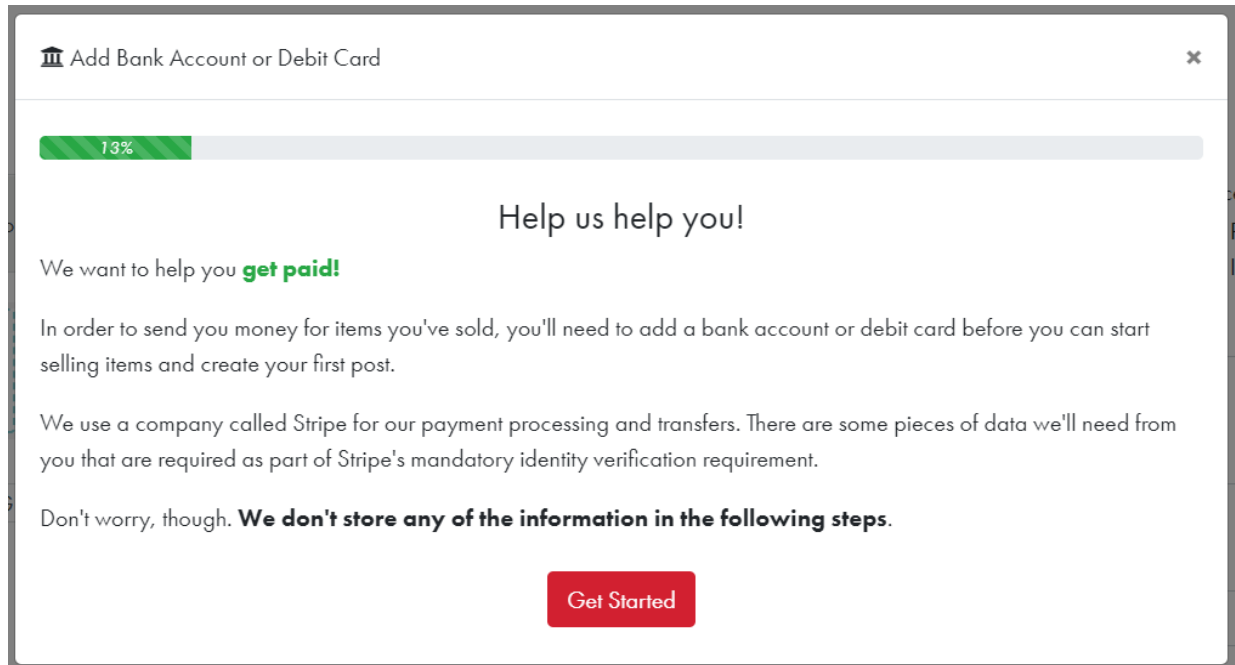 Add Bank Account or Debit Card
×
13%
Help us help you!
We want to help you get paid!
In order to send you money for items you've sold, you'll need to add a bank account or debit card before you can start
selling items and create your first post.
We use a company called Stripe for our payment processing and transfers. There are some pieces of data we'll need from
you that are required as part of Stripe's mandatory identity verification requirement.
Don't worry, though. We don't store any of the information in the following steps.
Get Started